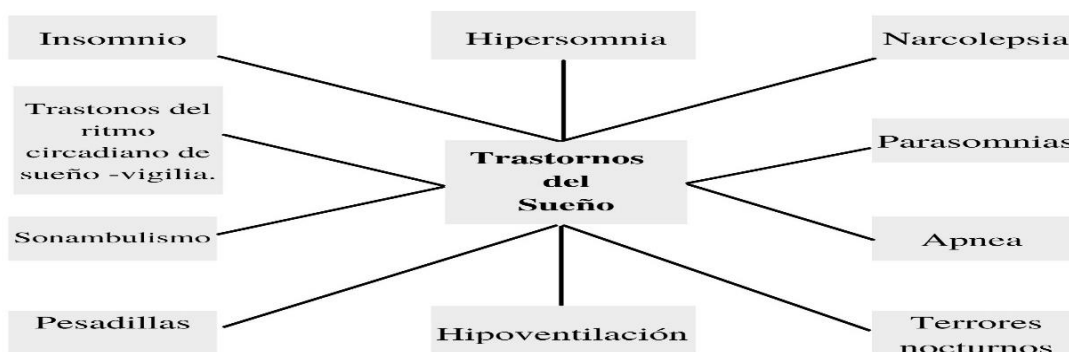 Insomnio
Hipersomnia
Narcolepsia
Trastonos del
ritmo
circadiano de
sueño -vigilia.
Parasomnias
Trastornos
del
Sueño
Sonambulismo
Apnea
Pesadillas
Hipoventilación
Terrores
nocturnos